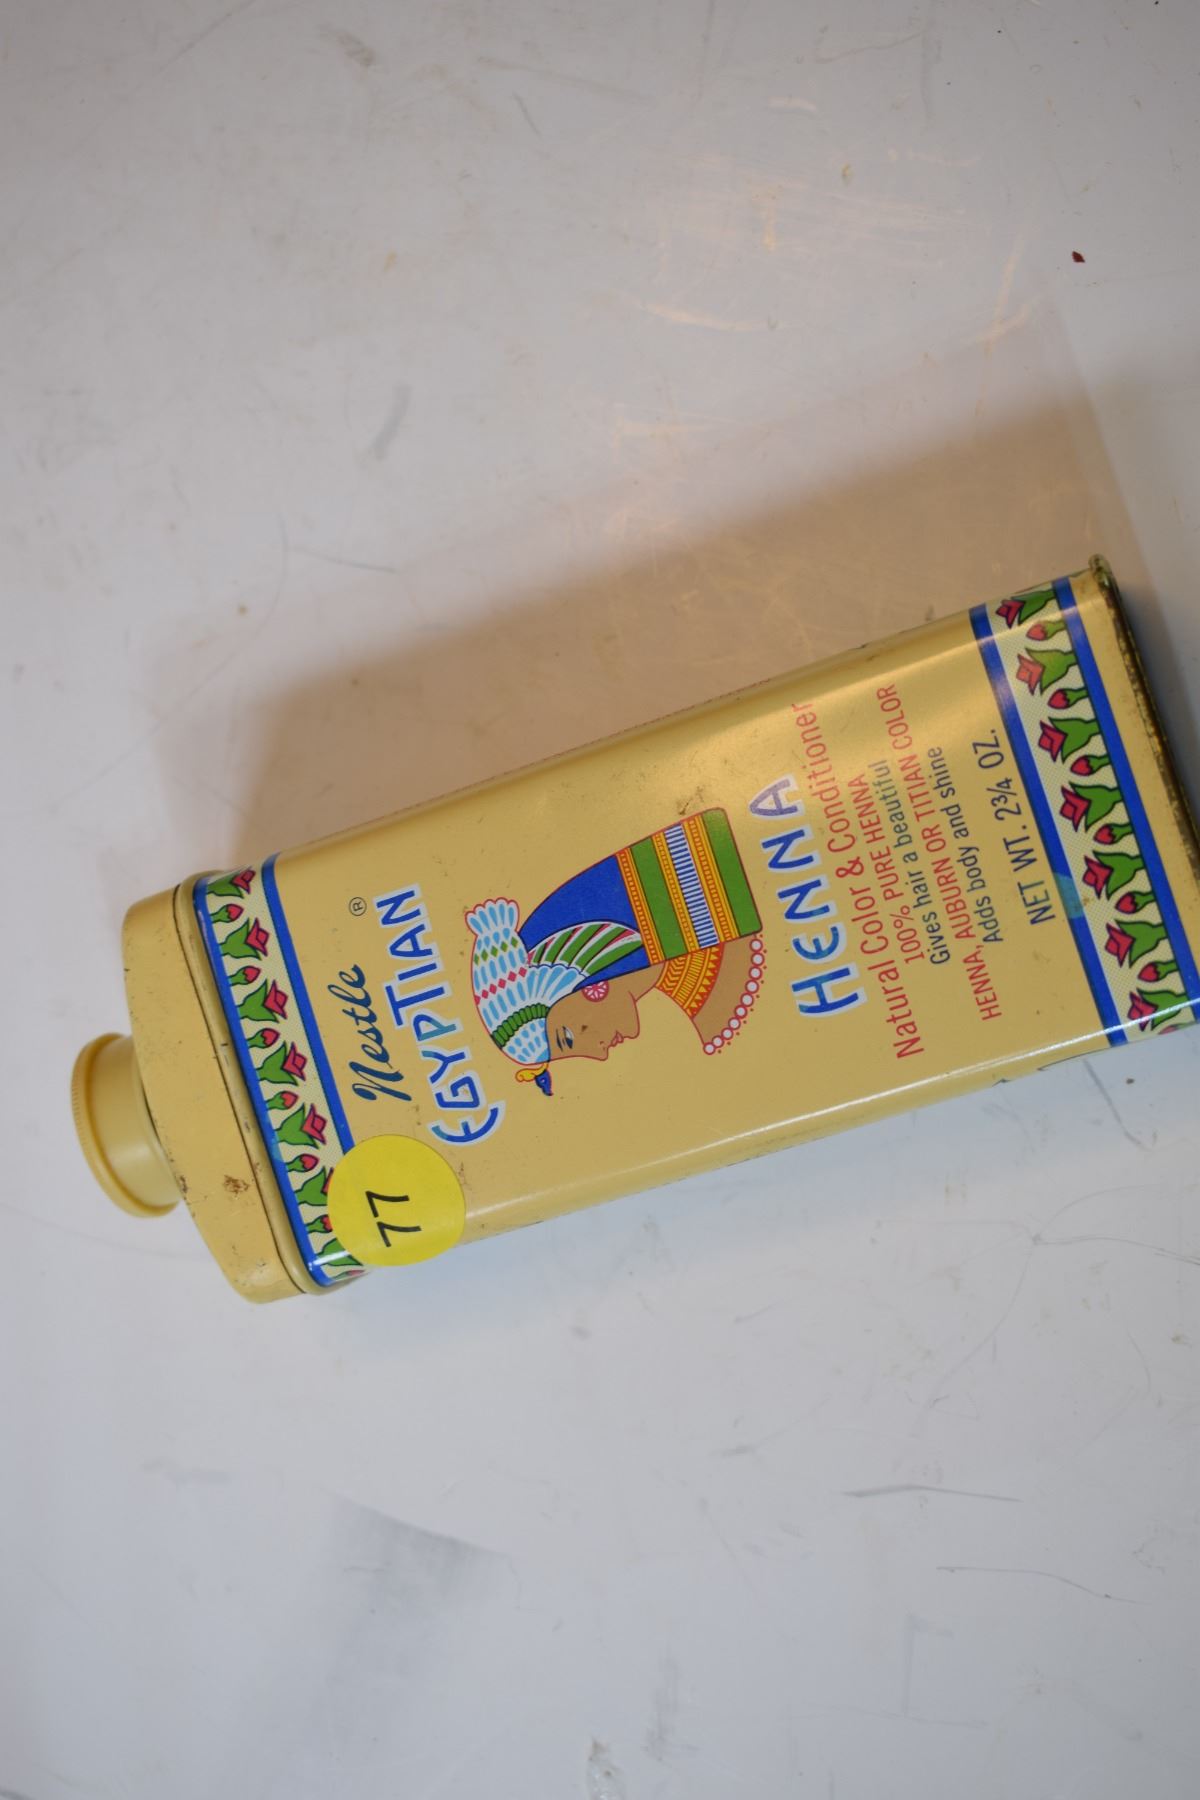 Nestle ®
EGYPTIAN
HENNA
Natural Color & Conditioner
100% PURE HENNA
Gives hair a beautiful
HENNA, AUBURN OR TITIAN COLOR
Adds body and shine
NET WT. 2¾ OZ.
77